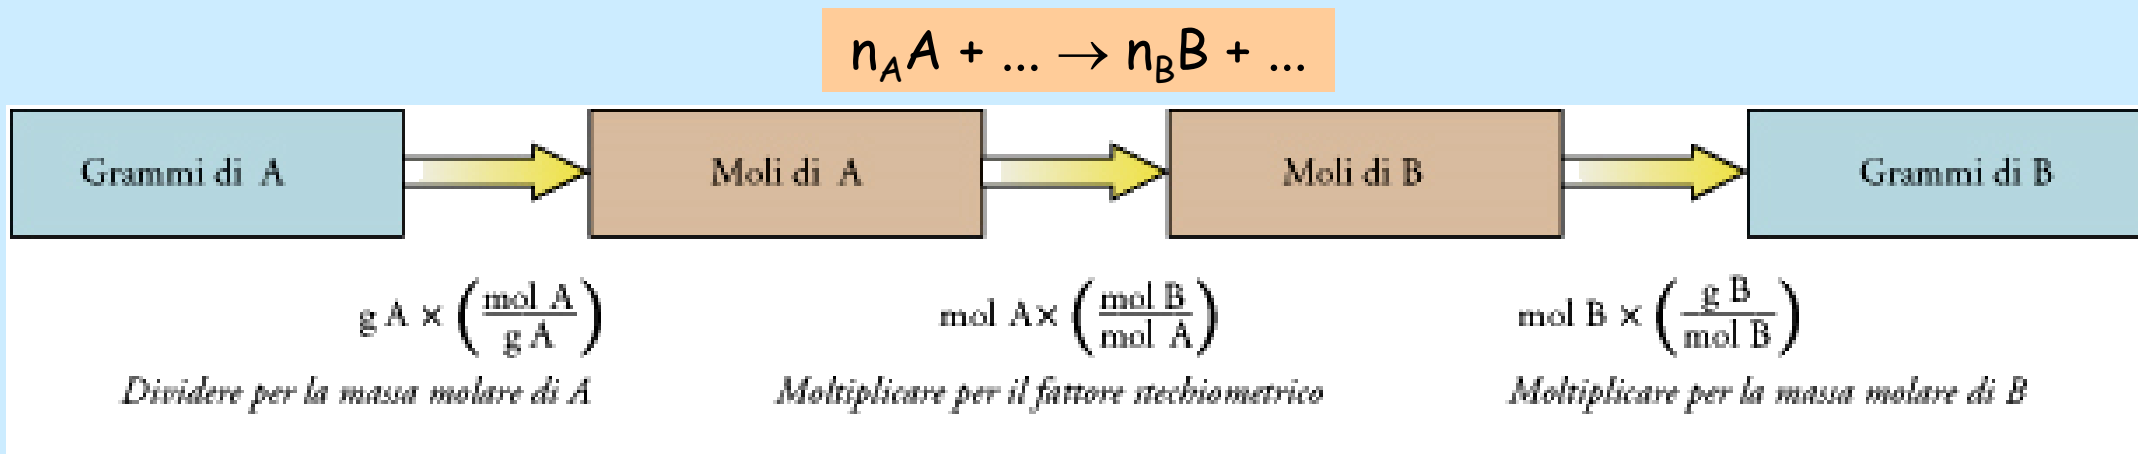 nAA + ... → nBB + ...
Grammi di A Moli di A Moli di B Grammi di B
g A × (mol A / g A) mol A× (mol B / mol A) mol B × (g B / mol B)
Dividere per la massa molare di A Moltiplicare per il fattore stechiometrico Moltiplicare per la massa molare di B